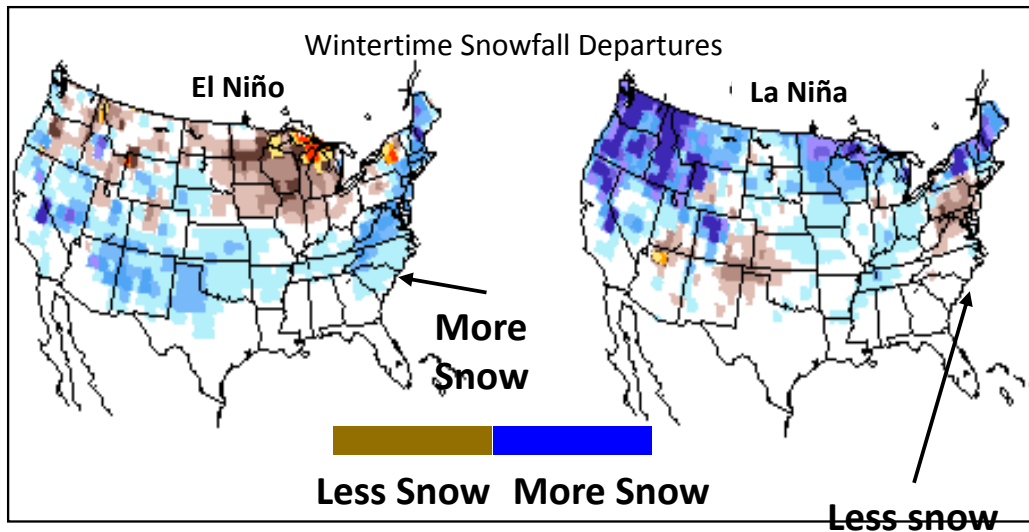 Wintertime Snowfall Departures
El Niño
La Niña
More
Snow
Less Snow
More Snow
Less snow